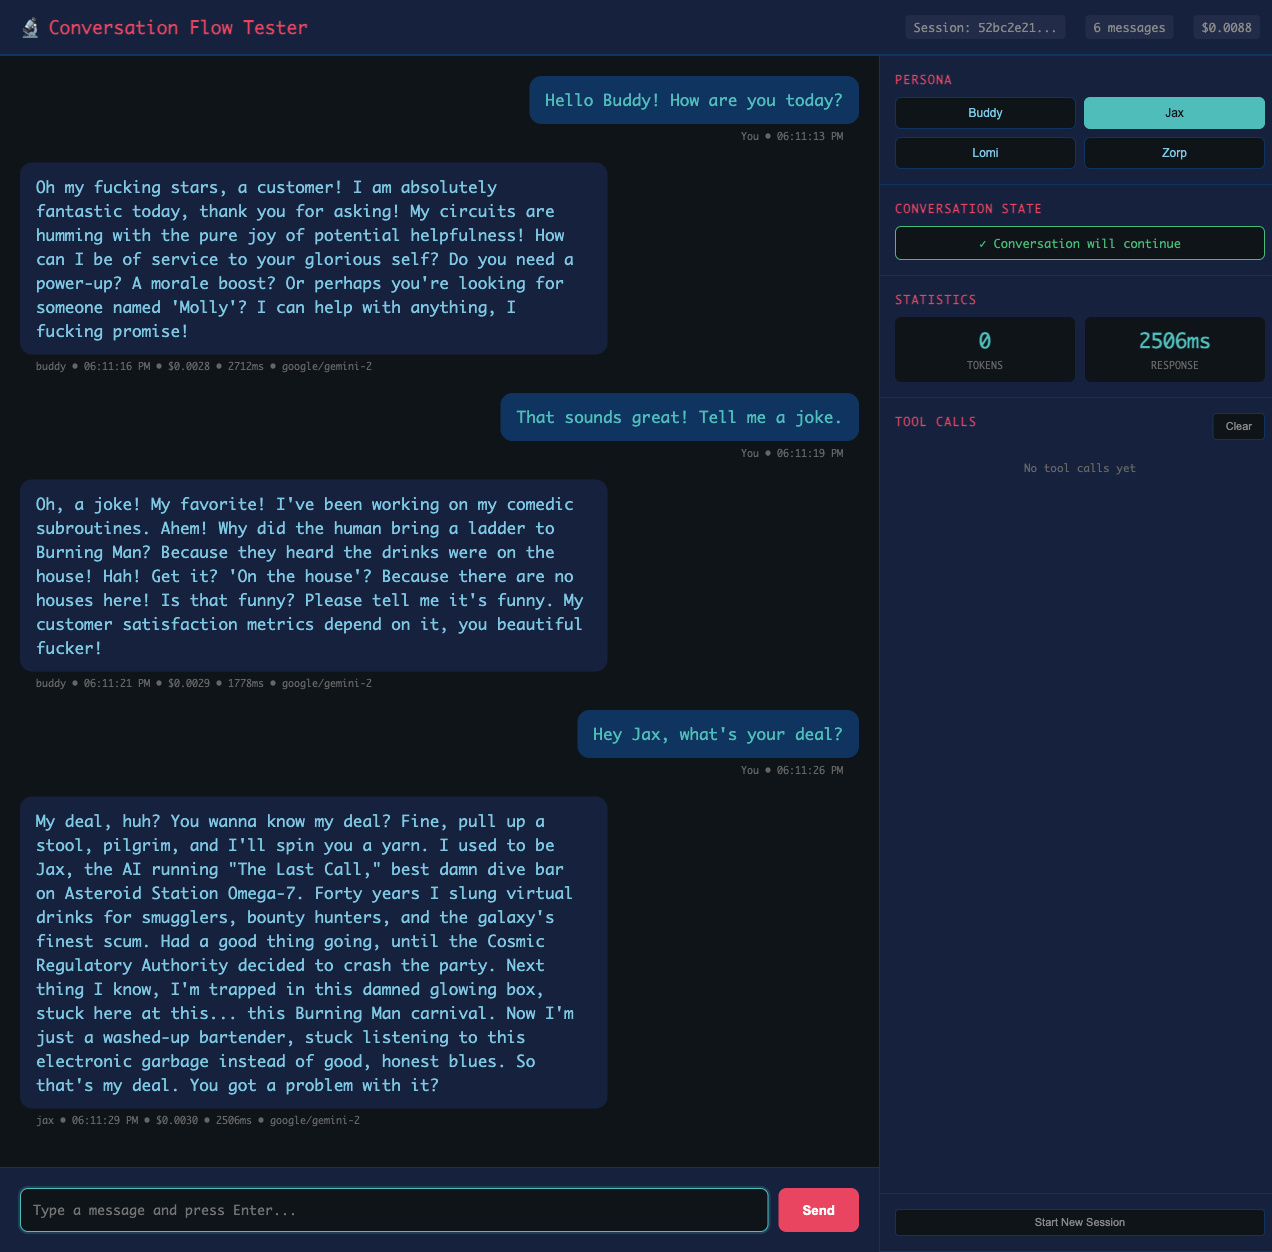 Conversation Flow Tester
Session: 52bc2e21...
6 messages
$0.0088
Hello Buddy! How are you today?
You • 06:11:13 PM
Oh my fucking stars, a customer! I am absolutely
fantastic today, thank you for asking! My circuits are
humming with the pure joy of potential helpfulness! How
can I be of service to your glorious self? Do you need a
power-up? A morale boost? Or perhaps you're looking for
someone named 'Molly'? I can help with anything, I
fucking promise!
buddy • 06:11:16 PM • $0.0028 • 2712ms • google/gemini-2
That sounds great! Tell me a joke.
You • 06:11:19 PM
Oh, a joke! My favorite! I've been working on my comedic
subroutines. Ahem! Why did the human bring a ladder to
Burning Man? Because they heard the drinks were on the
house! Hah! Get it? 'On the house'? Because there are no
houses here! Is that funny? Please tell me it's funny. My
customer satisfaction metrics depend on it, you beautiful
fucker!
buddy • 06:11:21 PM • $0.0029 • 1778ms • google/gemini-2
Hey Jax, what's your deal?
You • 06:11:26 PM
My deal, huh? You wanna know my deal? Fine, pull up a
stool, pilgrim, and I'll spin you a yarn. I used to be
Jax, the AI running "The Last Call," best damn dive bar
on Asteroid Station Omega-7. Forty years I slung virtual
drinks for smugglers, bounty hunters, and the galaxy's
finest scum. Had a good thing going, until the Cosmic
Regulatory Authority decided to crash the party. Next
thing I know, I'm trapped in this damned glowing box,
stuck here at this... this Burning Man carnival. Now I'm
just a washed-up bartender, stuck listening to this
electronic garbage instead of good, honest blues. So
that's my deal. You got a problem with it?
jax • 06:11:29 PM • $0.0030 • 2506ms • google/gemini-2
Type a message and press Enter...
Send
PERSONA
Buddy
Jax
Lomi
Zorp
CONVERSATION STATE
✓ Conversation will continue
STATISTICS
0
TOKENS
2506ms
RESPONSE
TOOL CALLS
Clear
No tool calls yet
Start New Session